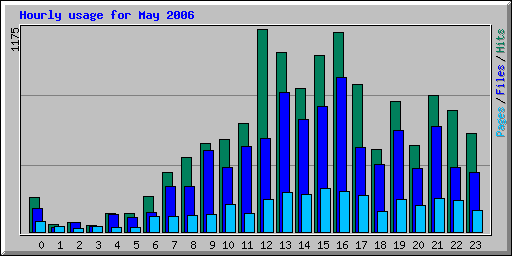 Hourly usage for May 2006
1175
Pages/Files/Hits
0 1 2 3 4 5 6 7 8 9 10 11 12 13 14 15 16 17 18 19 20 21 22 23